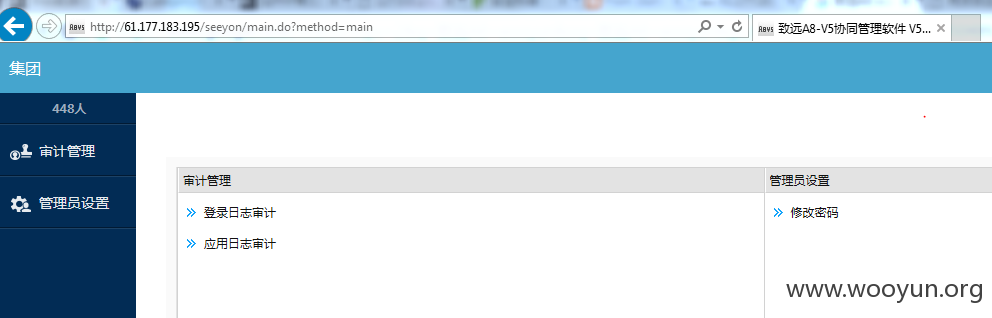 http://61.177.183.195/seeyon/main.do?method=main
致远A8-V5协同管理软件 V5...
集团
448人
审计管理
管理员设置
审计管理
管理员设置
登录日志审计
修改密码
应用日志审计
www.wooyun.org